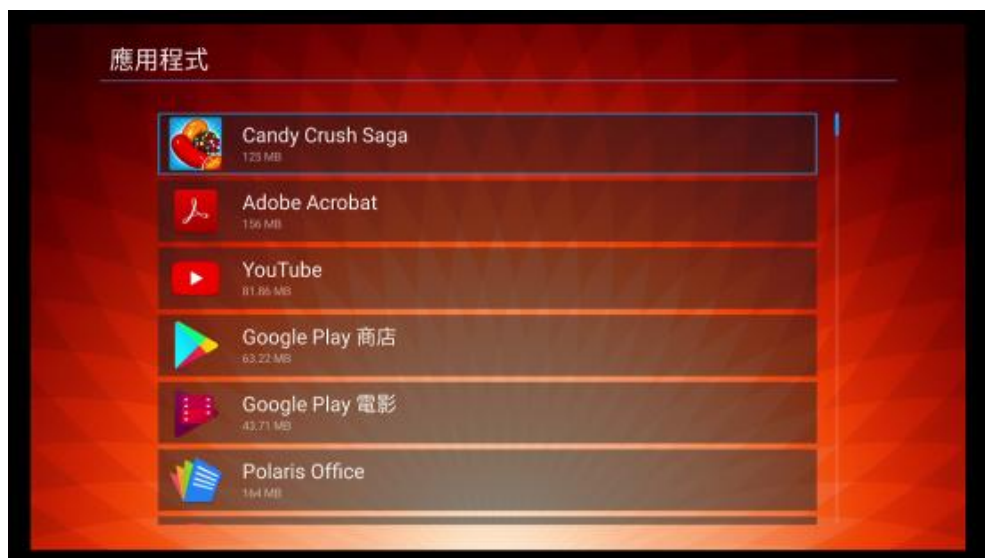 應用程式
Candy Crush Saga
125 MB
Adobe Acrobat
156 MB
YouTube
81.86 MB
Google Play 商店
63.22 MB
Google Play 電影
43.71 MB
Polaris Office
164 MB